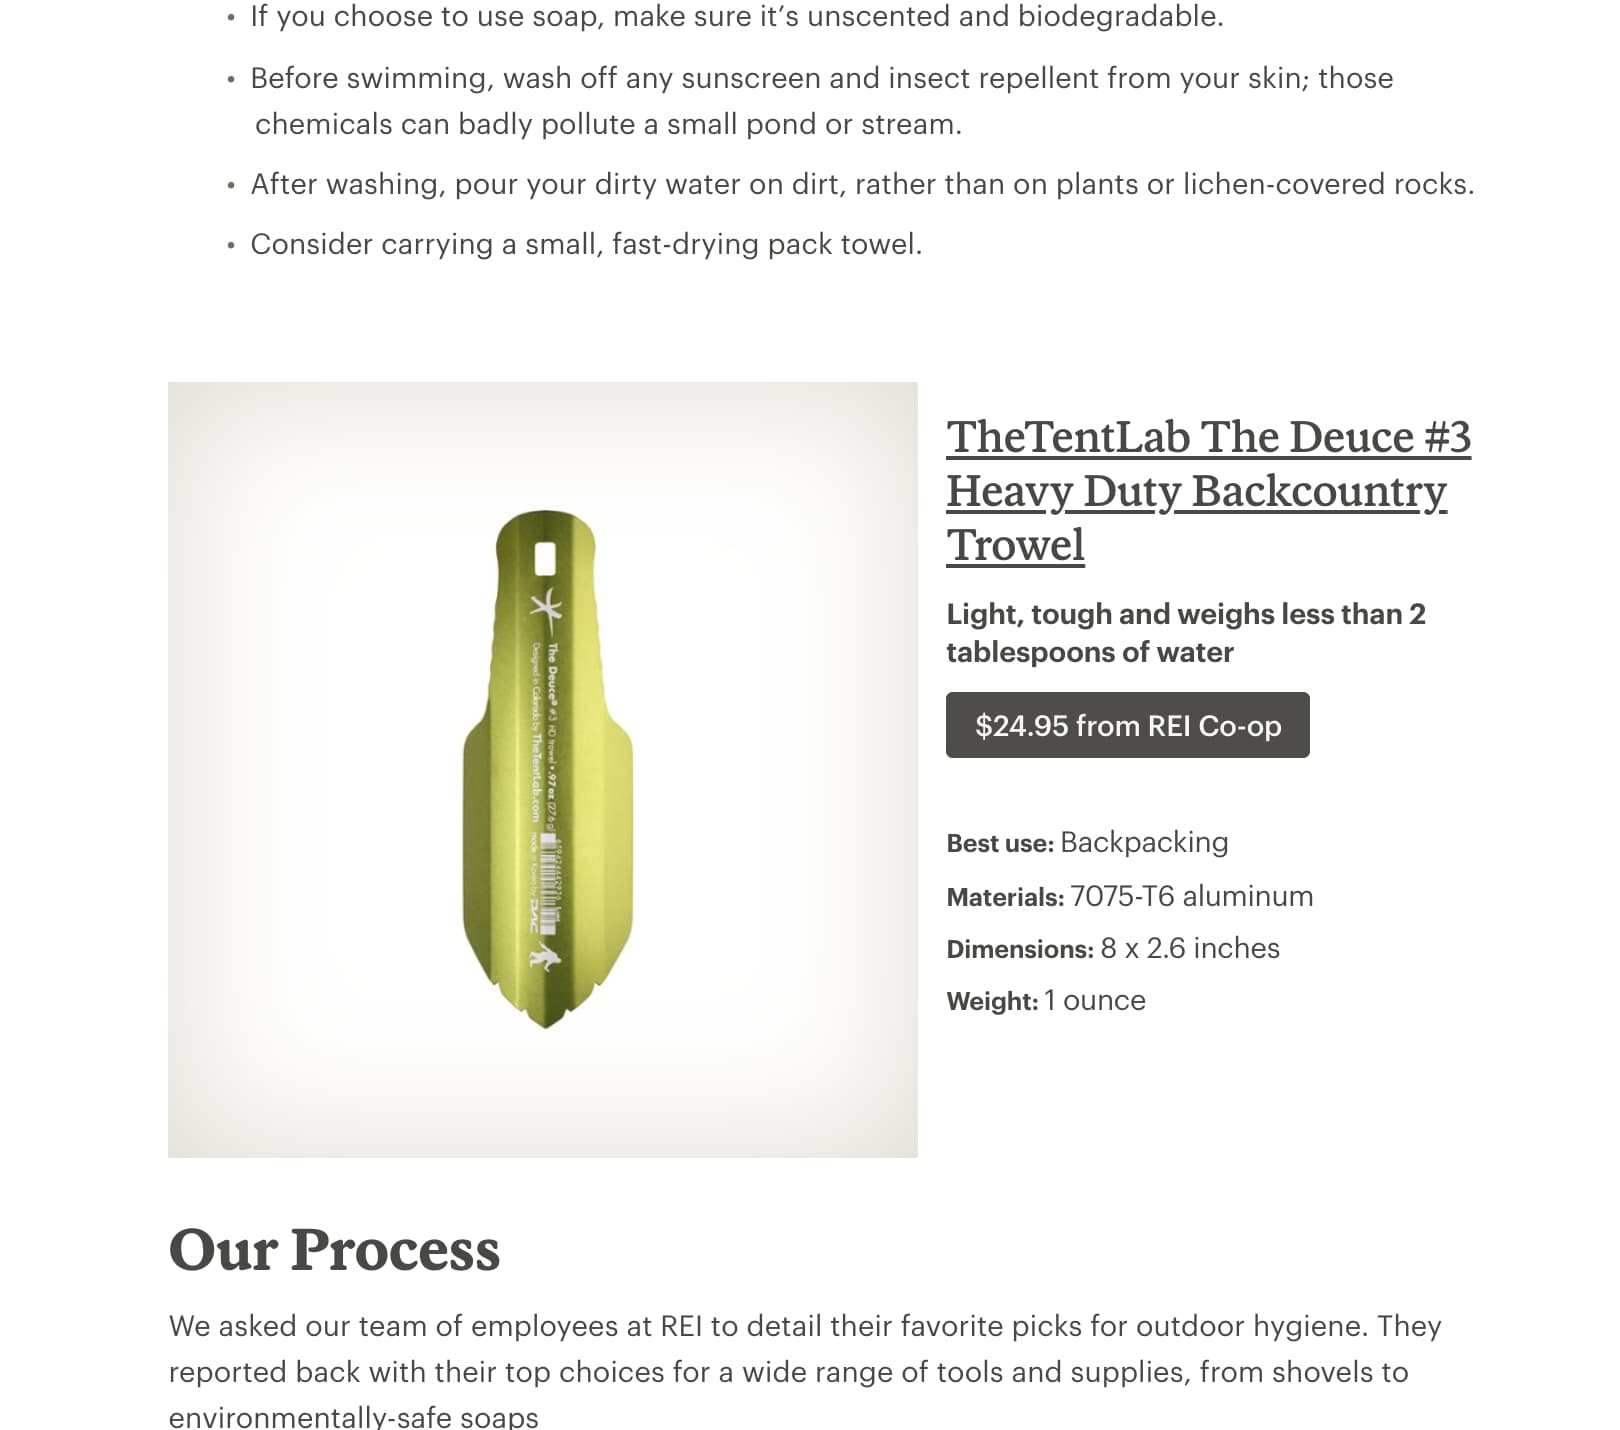 • If you choose to use soap, make sure it’s unscented and biodegradable.
• Before swimming, wash off any sunscreen and insect repellent from your skin; those
chemicals can badly pollute a small pond or stream.
• After washing, pour your dirty water on dirt, rather than on plants or lichen-covered rocks.
• Consider carrying a small, fast-drying pack towel.
The Deuce® #3 HD trowel • .97 oz (27.6 g)
Designed in Colorado by TheTentLab.com made in Korea by DAC
TheTentLab The Deuce #3
Heavy Duty Backcountry
Trowel
Light, tough and weighs less than 2
tablespoons of water
$24.95 from REI Co-op
Best use: Backpacking
Materials: 7075-T6 aluminum
Dimensions: 8 x 2.6 inches
Weight: 1 ounce
Our Process
We asked our team of employees at REI to detail their favorite picks for outdoor hygiene. They
reported back with their top choices for a wide range of tools and supplies, from shovels to
environmentally-safe soaps